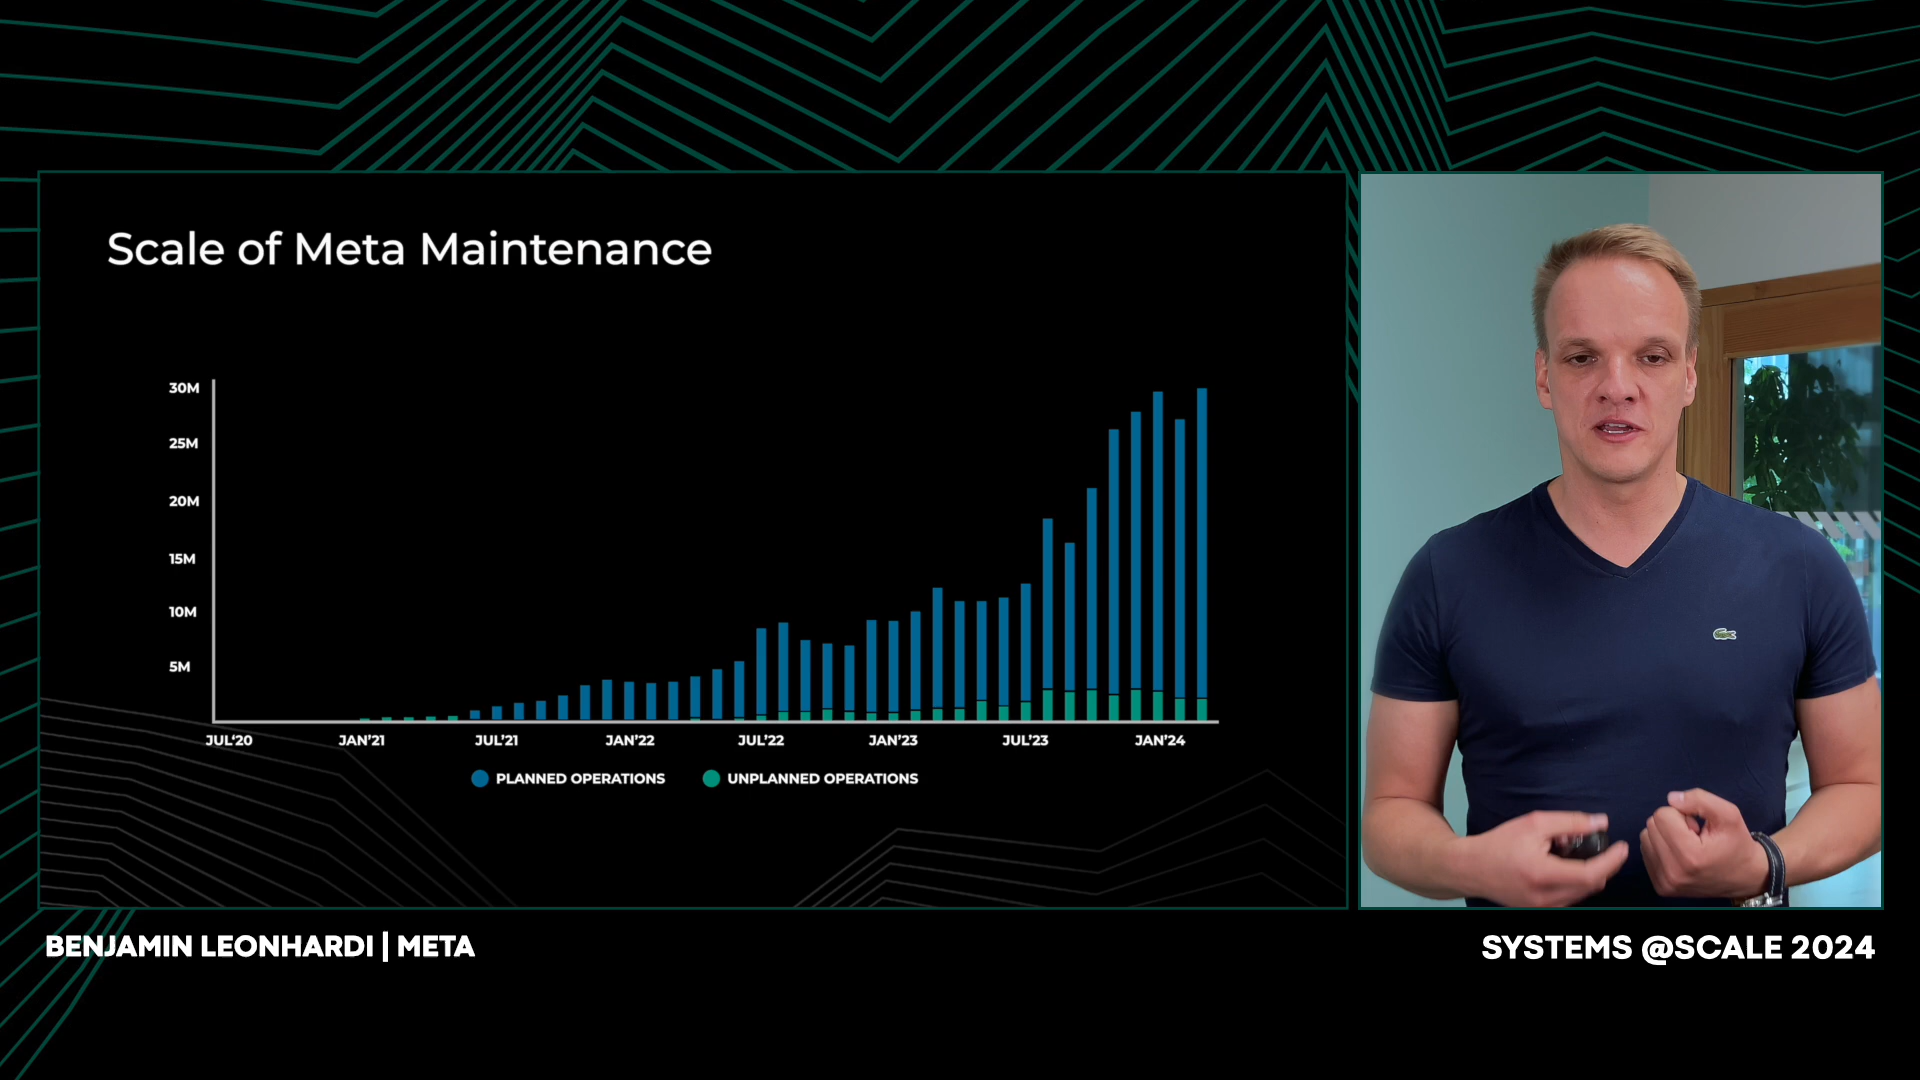 Scale of Meta Maintenance
30M
25M
20M
15M
10M
5M
JUL'20 JAN'21 JUL'21 JAN'22 JUL'22 JAN'23 JUL'23 JAN'24
PLANNED OPERATIONS UNPLANNED OPERATIONS
BENJAMIN LEONHARDI | META
SYSTEMS @SCALE 2024